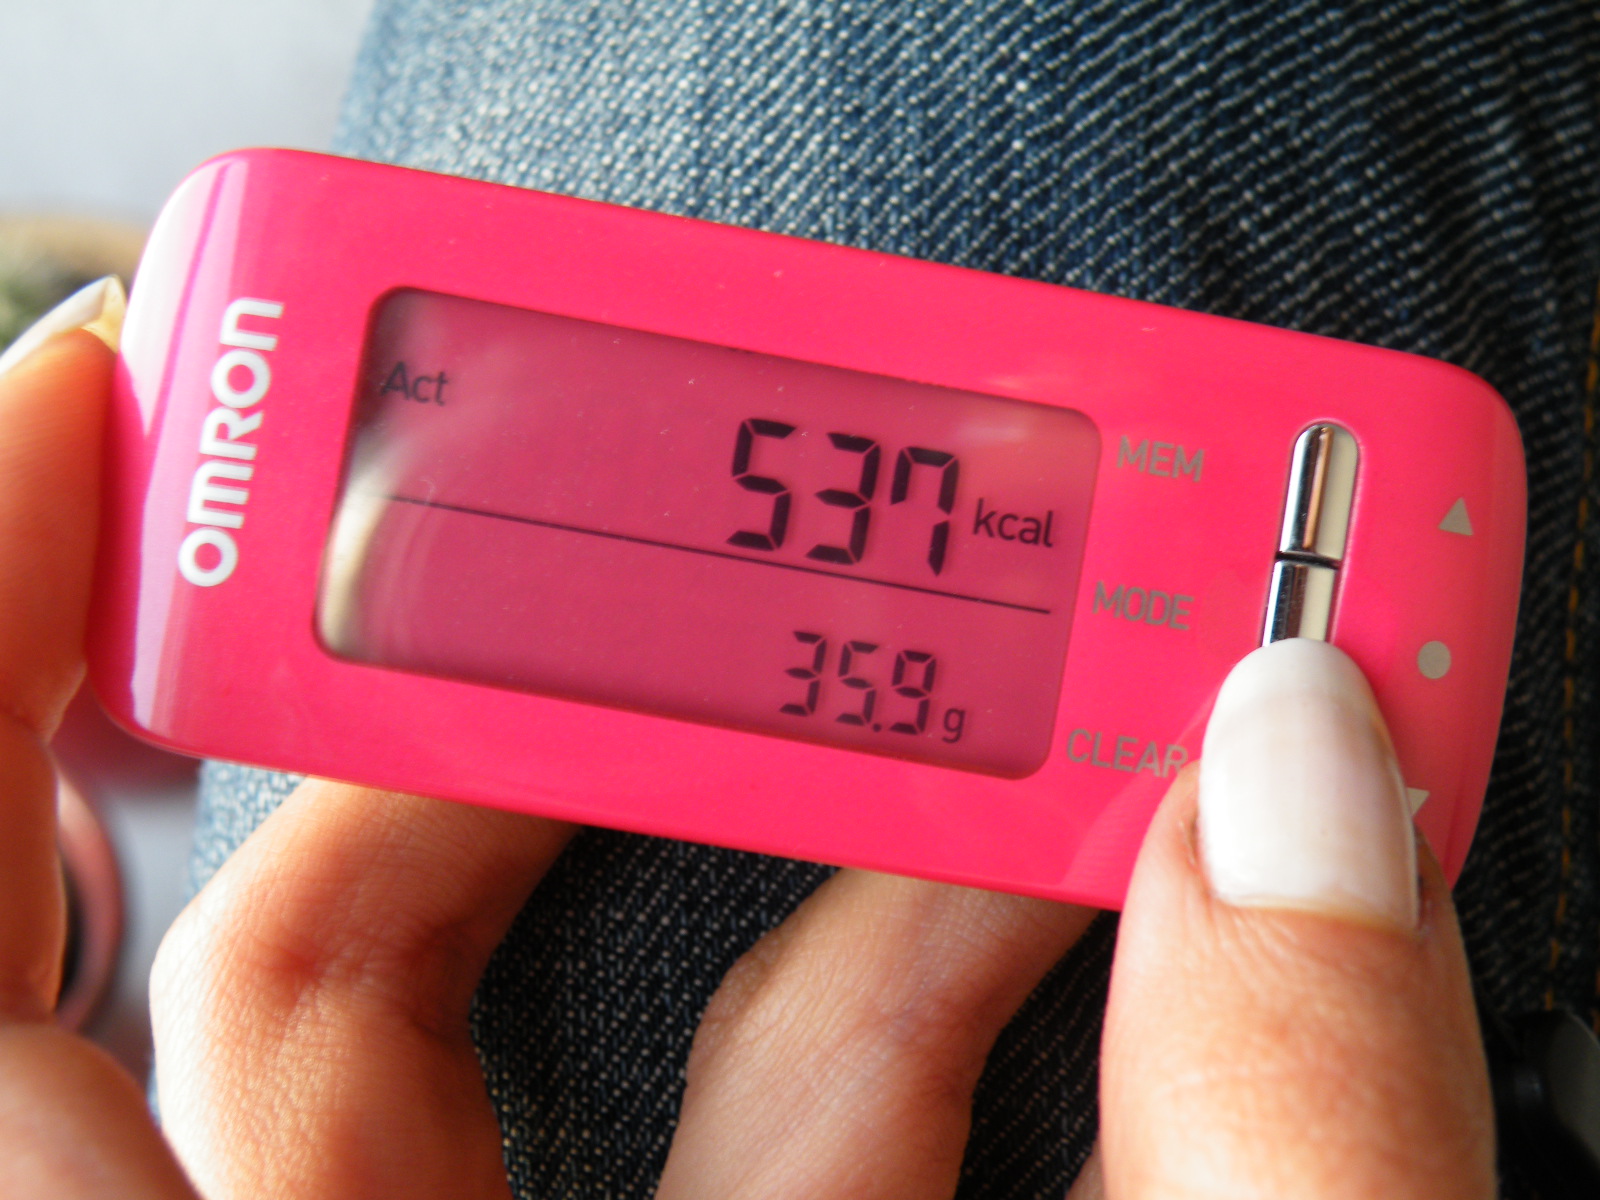 OMRON
Act
537 kcal
35.9 g
MEM
MODE
CLEAR